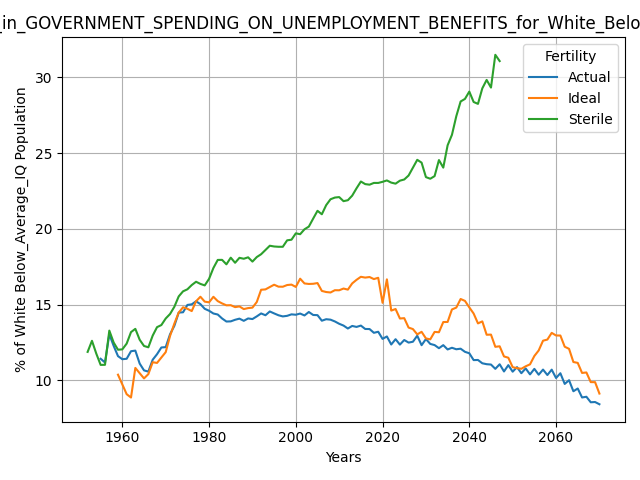 _in_GOVERNMENT_SPENDING_ON_UNEMPLOYMENT_BENEFITS_for_White_Belo
% of White Below_Average_IQ Population
30
25
20
15
10
Fertility
Actual
Ideal
Sterile
1960 1980 2000 2020 2040 2060
Years